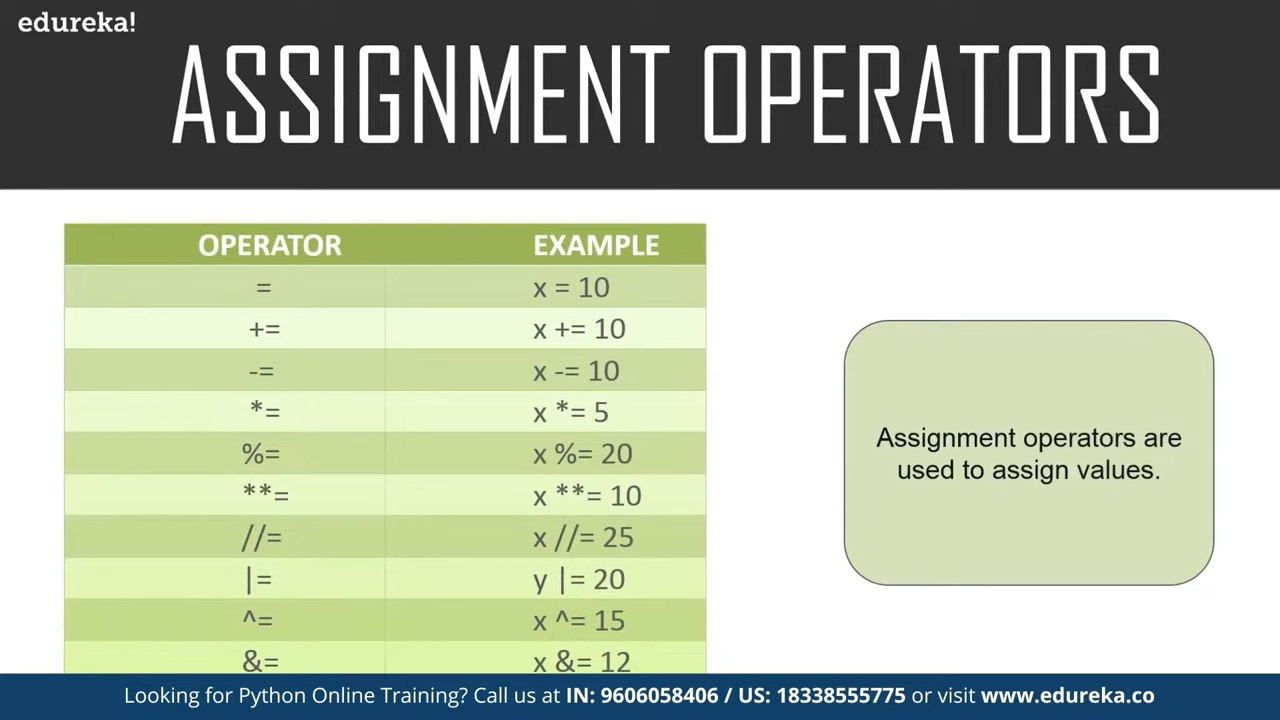 edureka!
ASSIGNMENT OPERATORS
OPERATOR EXAMPLE
= x = 10
+= x += 10
-= x -= 10
*= x *= 5
%= x %= 20
**= x **= 10
//= x //= 25
|= y |= 20
^= x ^= 15
&= x &= 12
Assignment operators are
used to assign values.
Looking for Python Online Training? Call us at IN: 9606058406 / US: 18338555775 or visit www.edureka.co